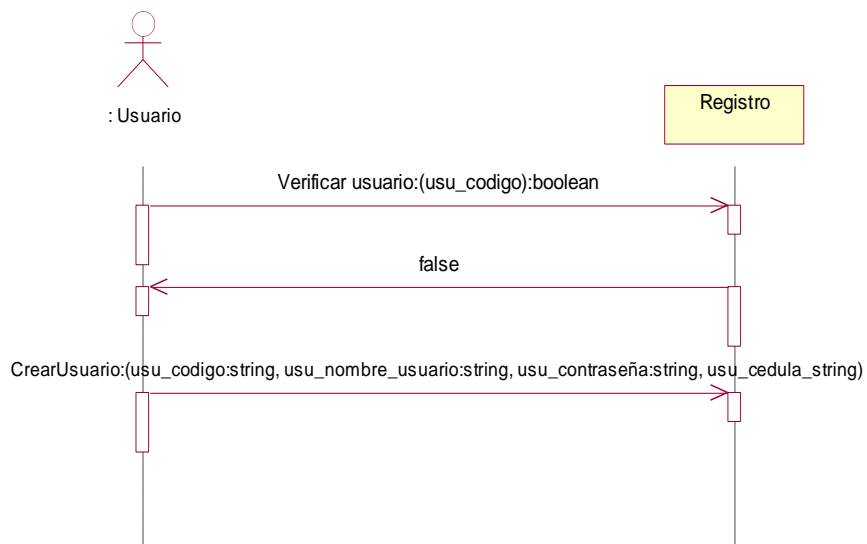 : Usuario
Registro
Verificar usuario:(usu_codigo):boolean
false
CrearUsuario:(usu_codigo:string, usu_nombre_usuario:string, usu_contraseña:string, usu_cedula_string)